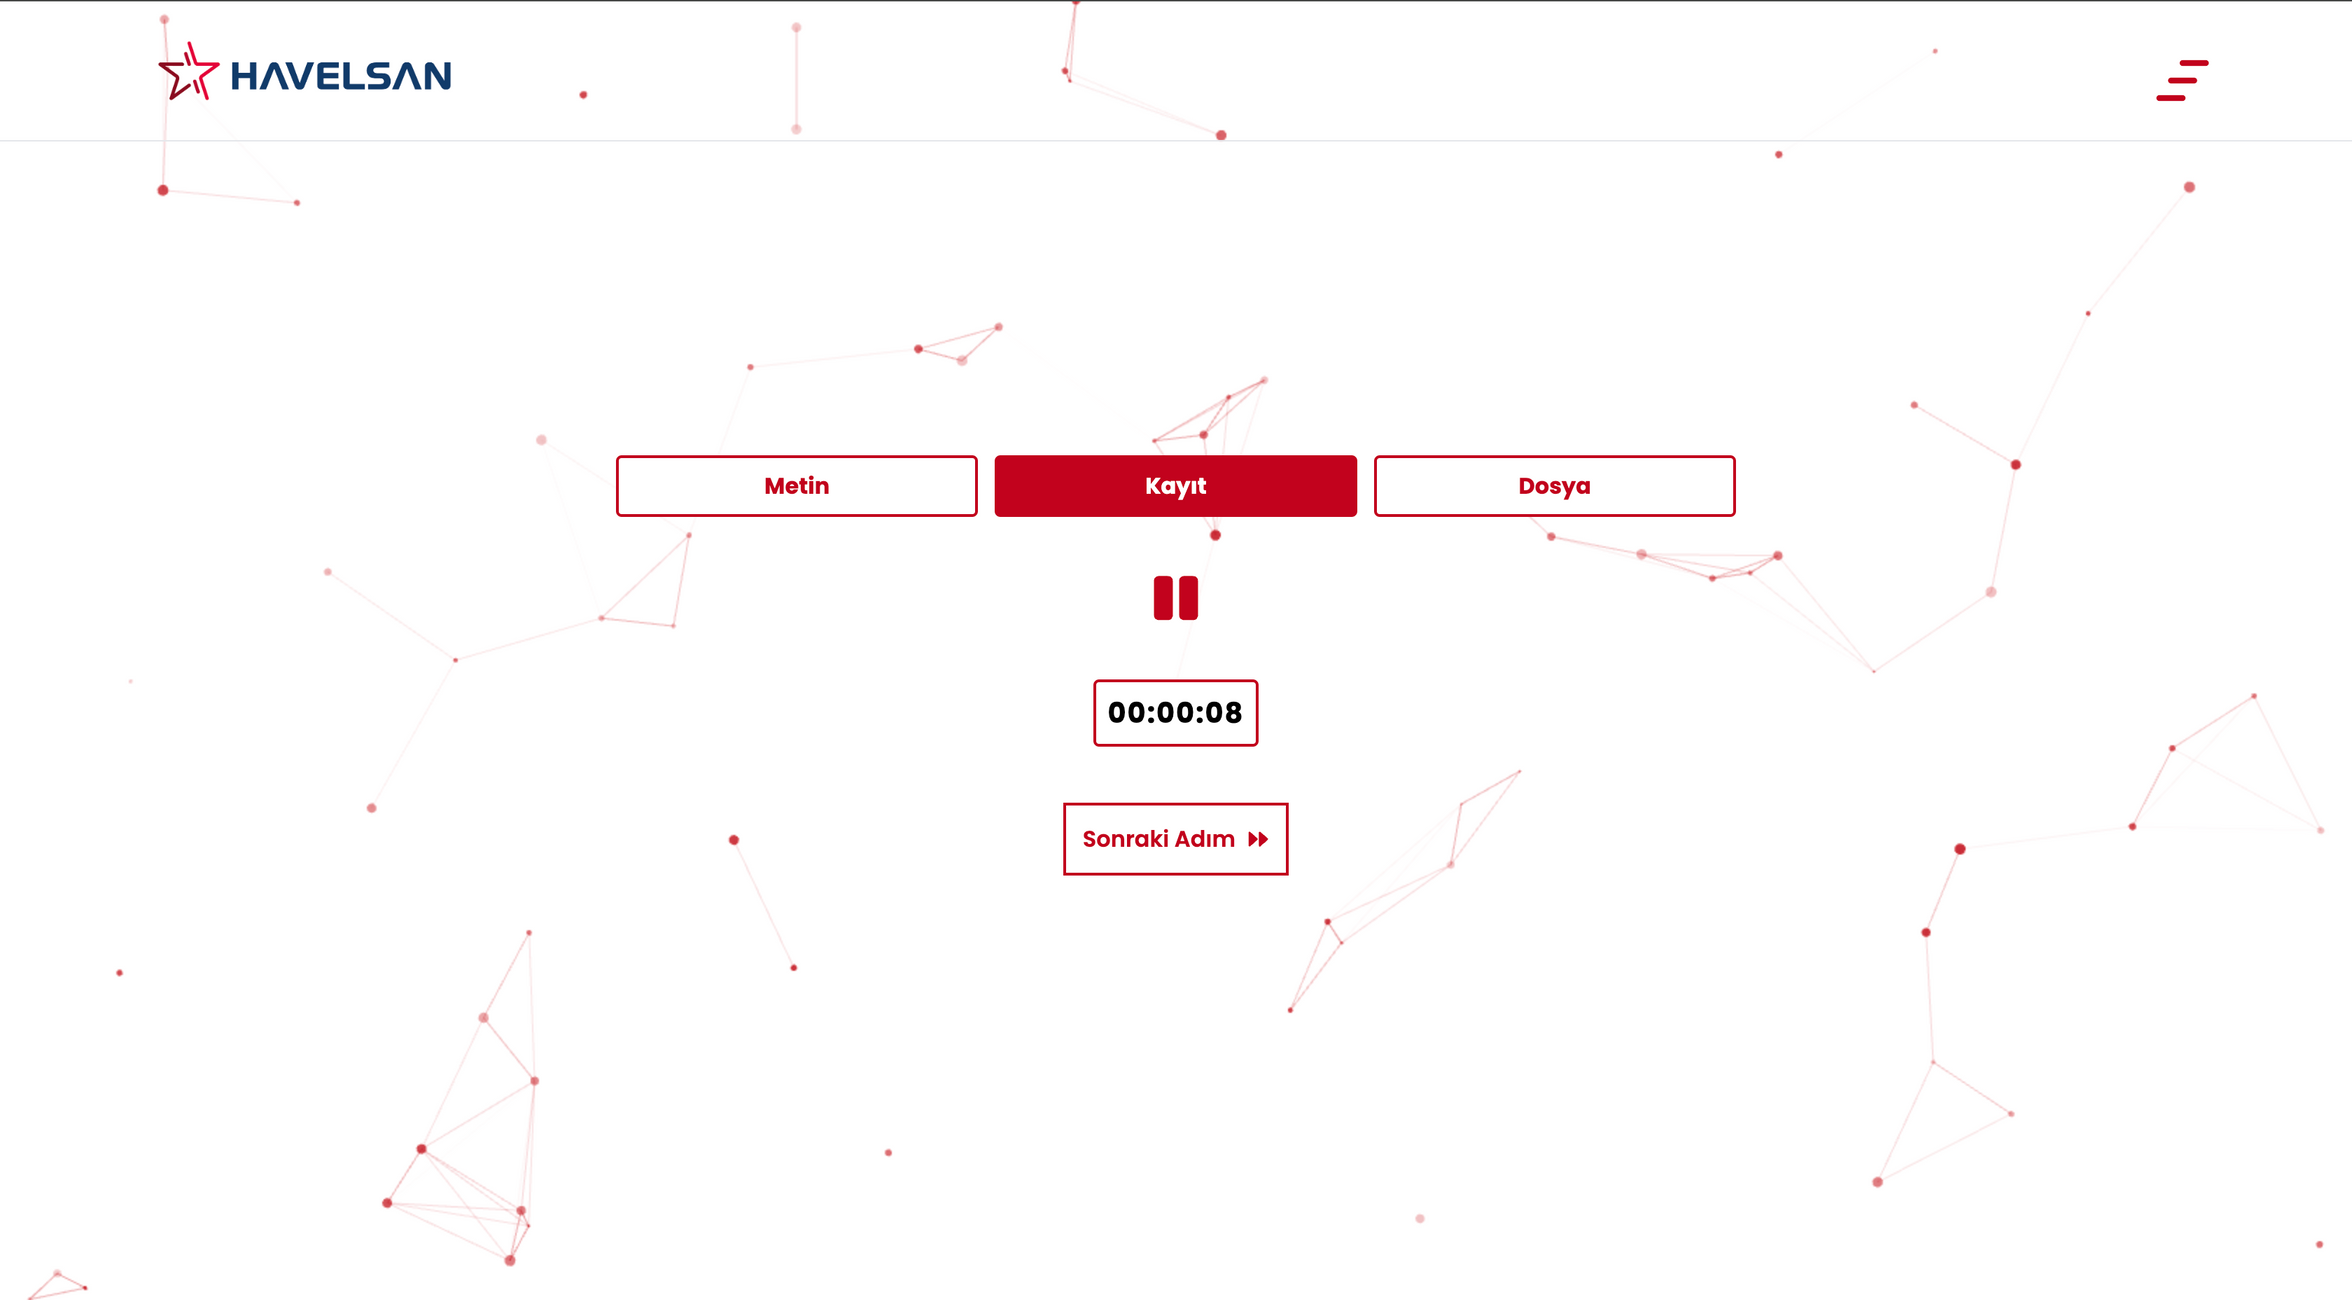 HAVELSAN
Metin
Kayıt
Dosya
00:00:08
Sonraki Adım